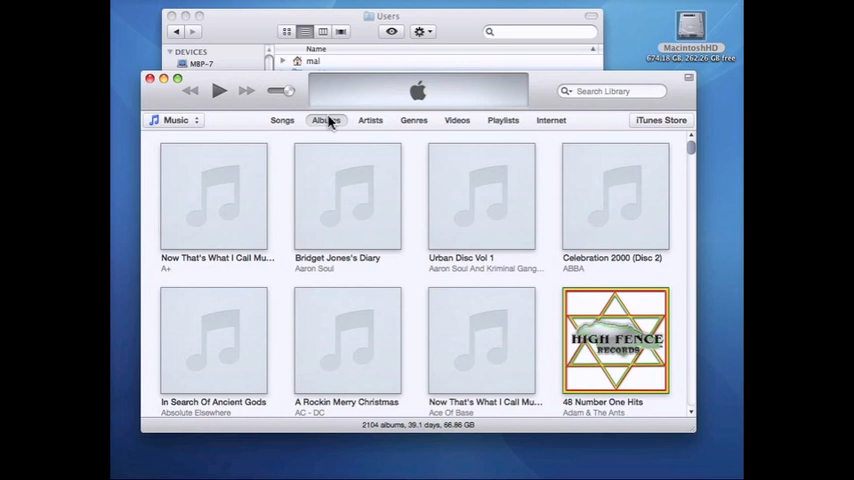 Users
MacintoshHD
674.18 GB, 262.26 GB free
DEVICES
MBP-7
Name
mal
Search Library
Music
Songs
Albums
Artists
Genres
Videos
Playlists
Internet
iTunes Store
Now That's What I Call Mu...
A+
Bridget Jones's Diary
Aaron Soul
Urban Disc Vol 1
Aaron Soul And Kriminal Gang...
Celebration 2000 (Disc 2)
ABBA
HIGH FENCE
RECORDS
In Search Of Ancient Gods
Absolute Elsewhere
A Rockin Merry Christmas
AC - DC
Now That's What I Call Mu...
Ace Of Base
48 Number One Hits
Adam & The Ants
2104 albums, 39.1 days, 66.86 GB